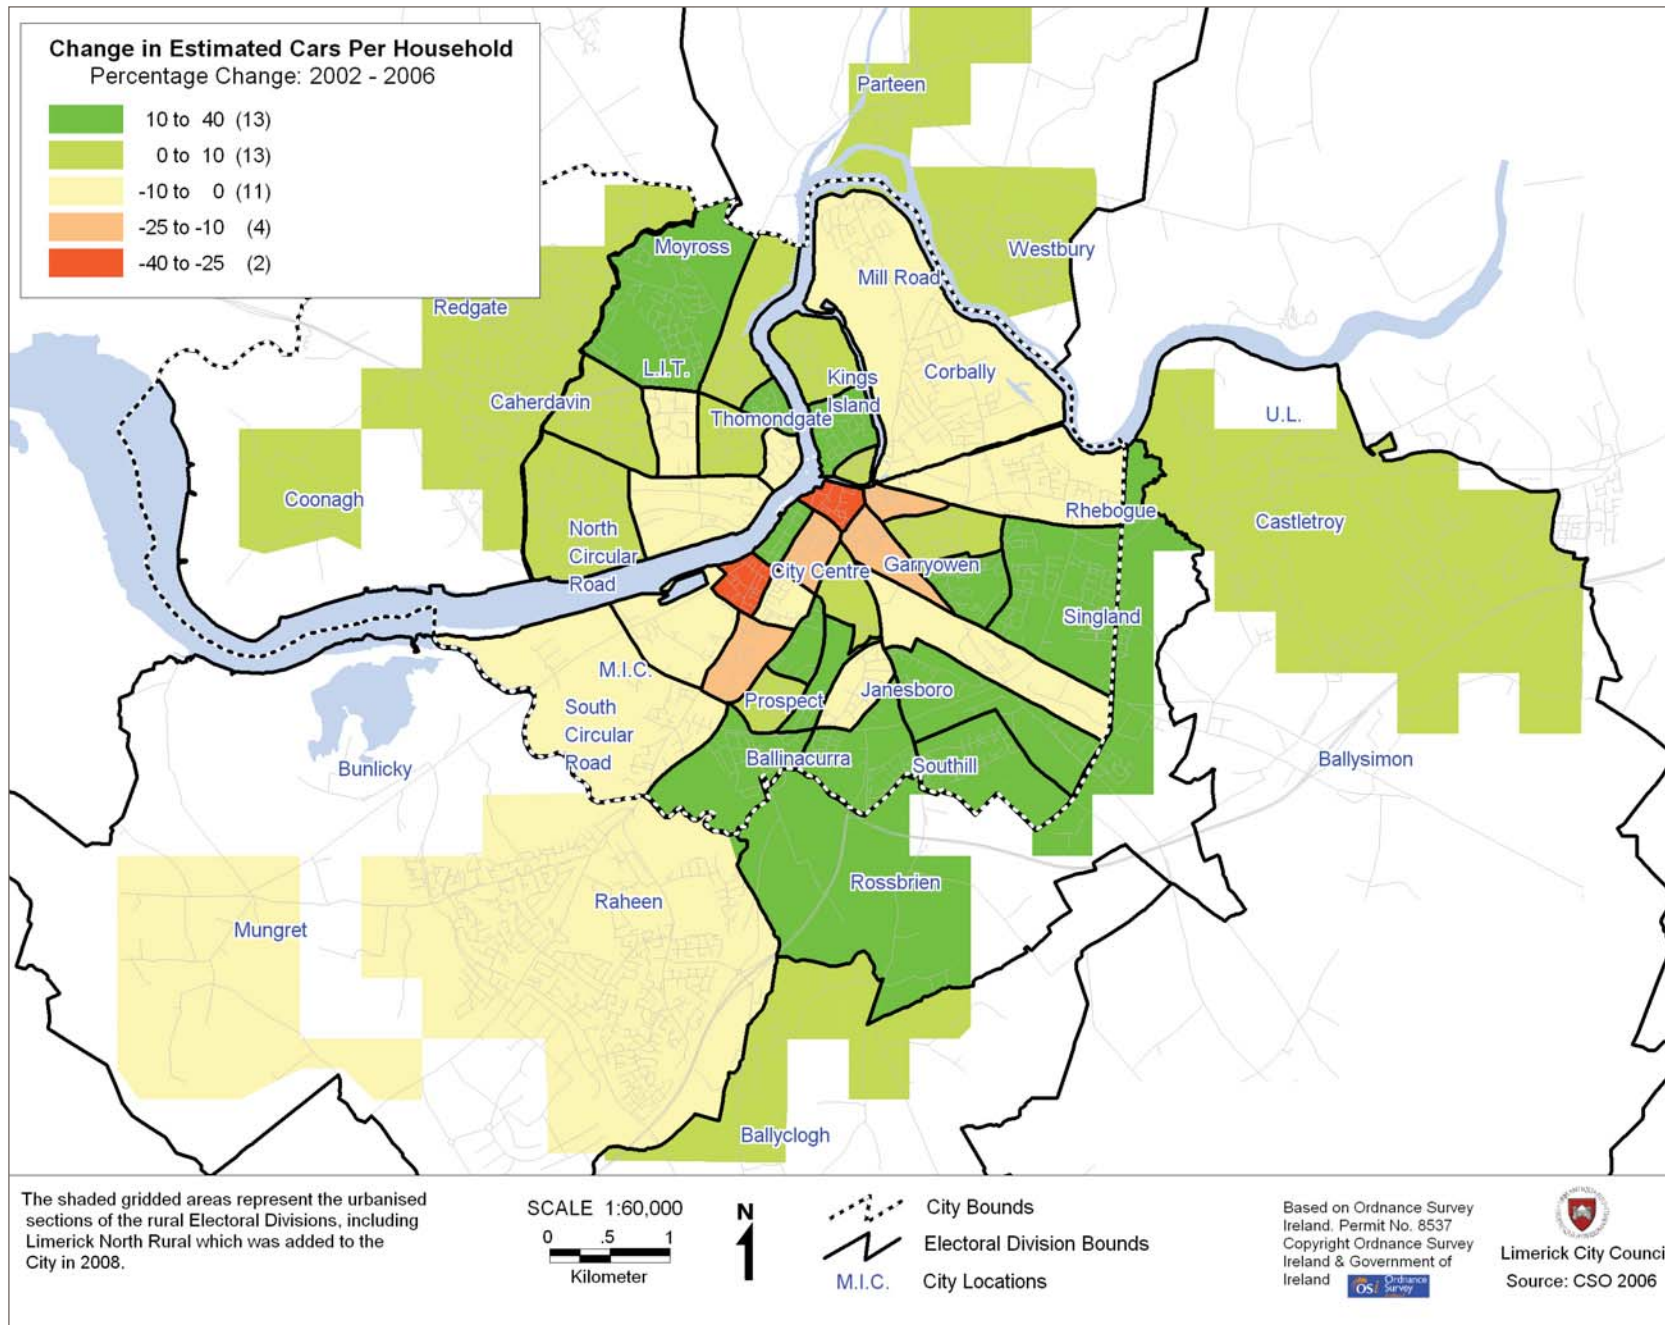 Change in Estimated Cars Per Household
Percentage Change: 2002 - 2006
10 to 40 (13)
0 to 10 (13)
-10 to 0 (11)
-25 to -10 (4)
-40 to -25 (2)
Parteen
Moyross
Westbury
Mill Road
Redgate
L.I.T.
Kings
Island
Corbally
Caherdavin
Thomondgate
U.L.
Coonagh
Rhebogue
Castletroy
North
Circular
Road
City Centre
Garryowen
Singland
M.I.C.
Prospect
Janesboro
South
Circular
Road
Bunlicky
Ballinacurra
Southill
Ballysimon
Rossbrien
Raheen
Mungret
Ballyclogh
The shaded gridded areas represent the urbanised
sections of the rural Electoral Divisions, including
Limerick North Rural which was added to the
City in 2008.
SCALE 1:60,000
0 .5 1
Kilometer
N
City Bounds
Electoral Division Bounds
M.I.C. City Locations
Based on Ordnance Survey
Ireland. Permit No. 8537
Copyright Ordnance Survey
Ireland & Government of
Ireland
osi Ordnance
Survey
Limerick City Counci
Source: CSO 2006